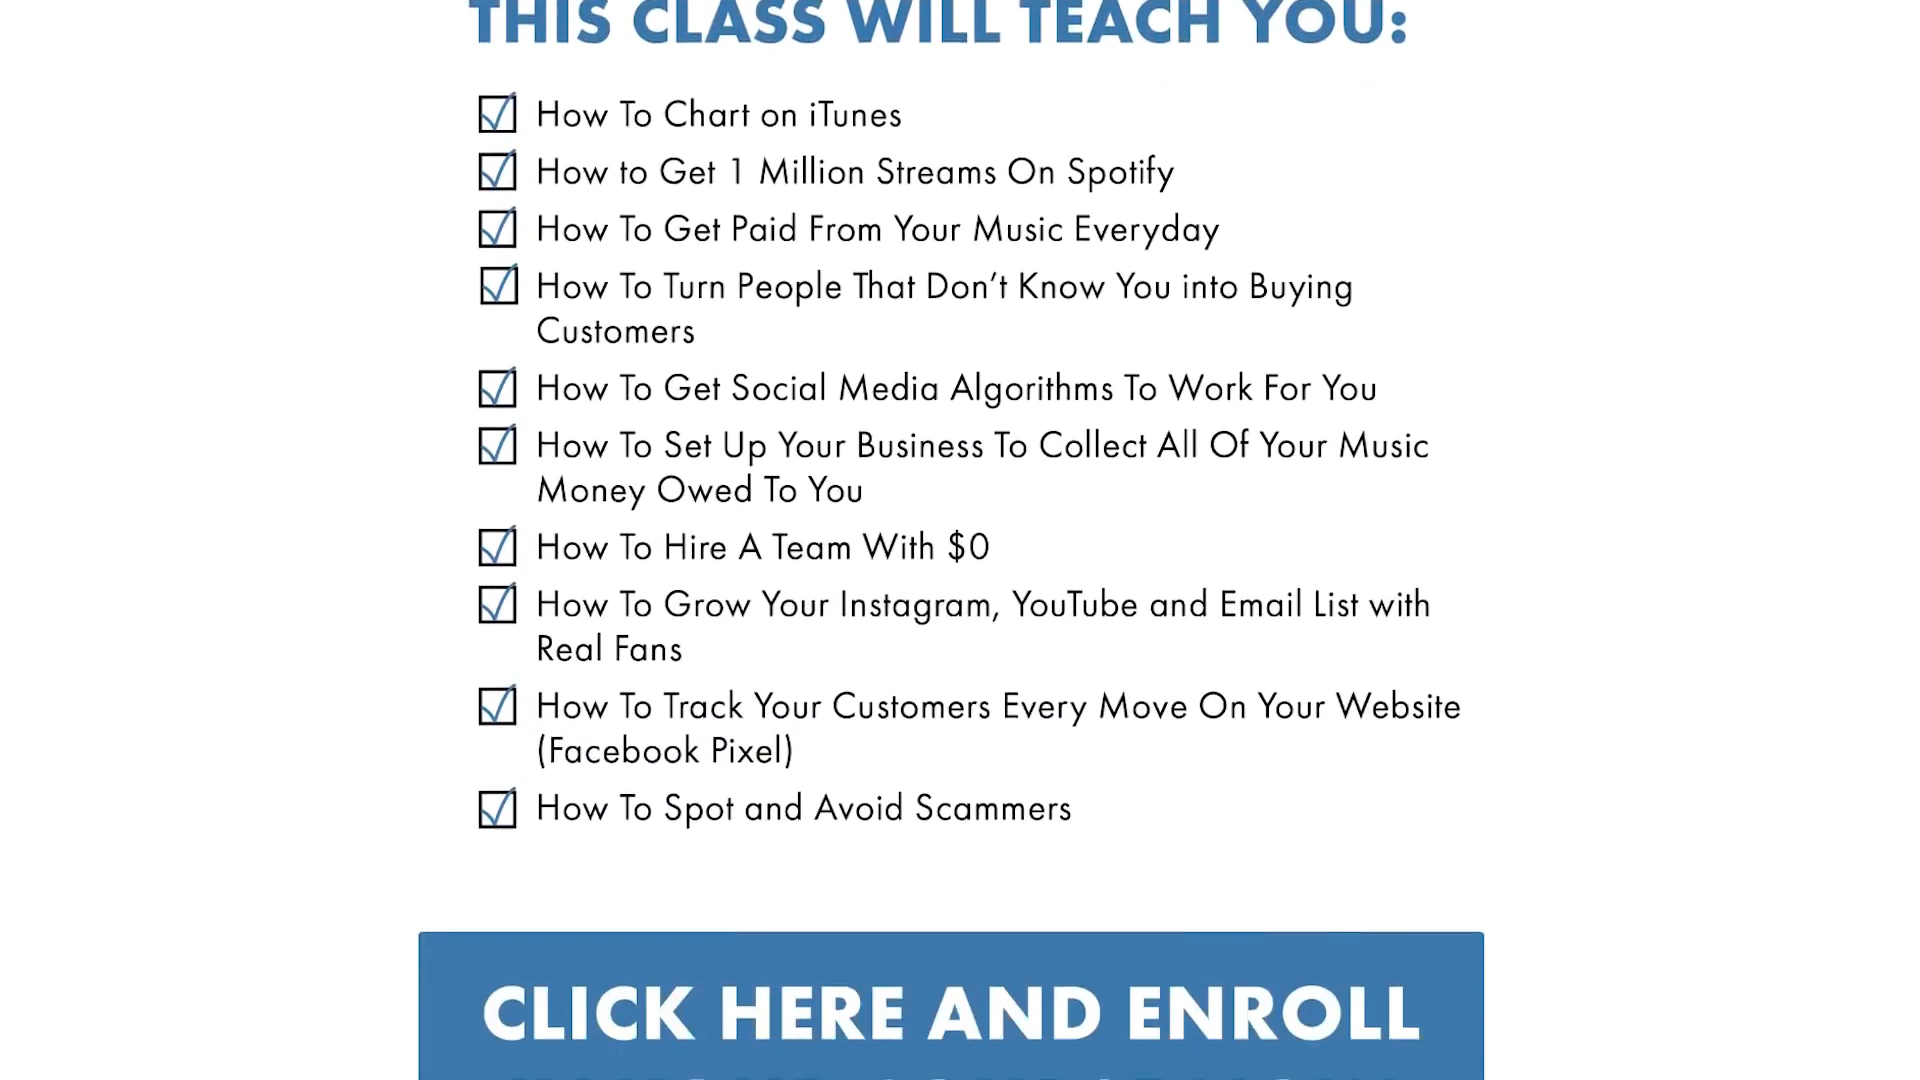 THIS CLASS WILL TEACH YOU:
How To Chart on iTunes
How to Get 1 Million Streams On Spotify
How To Get Paid From Your Music Everyday
How To Turn People That Don’t Know You into Buying
Customers
How To Get Social Media Algorithms To Work For You
How To Set Up Your Business To Collect All Of Your Music
Money Owed To You
How To Hire A Team With $0
How To Grow Your Instagram, YouTube and Email List with
Real Fans
How To Track Your Customers Every Move On Your Website
(Facebook Pixel)
How To Spot and Avoid Scammers
CLICK HERE AND ENROLL